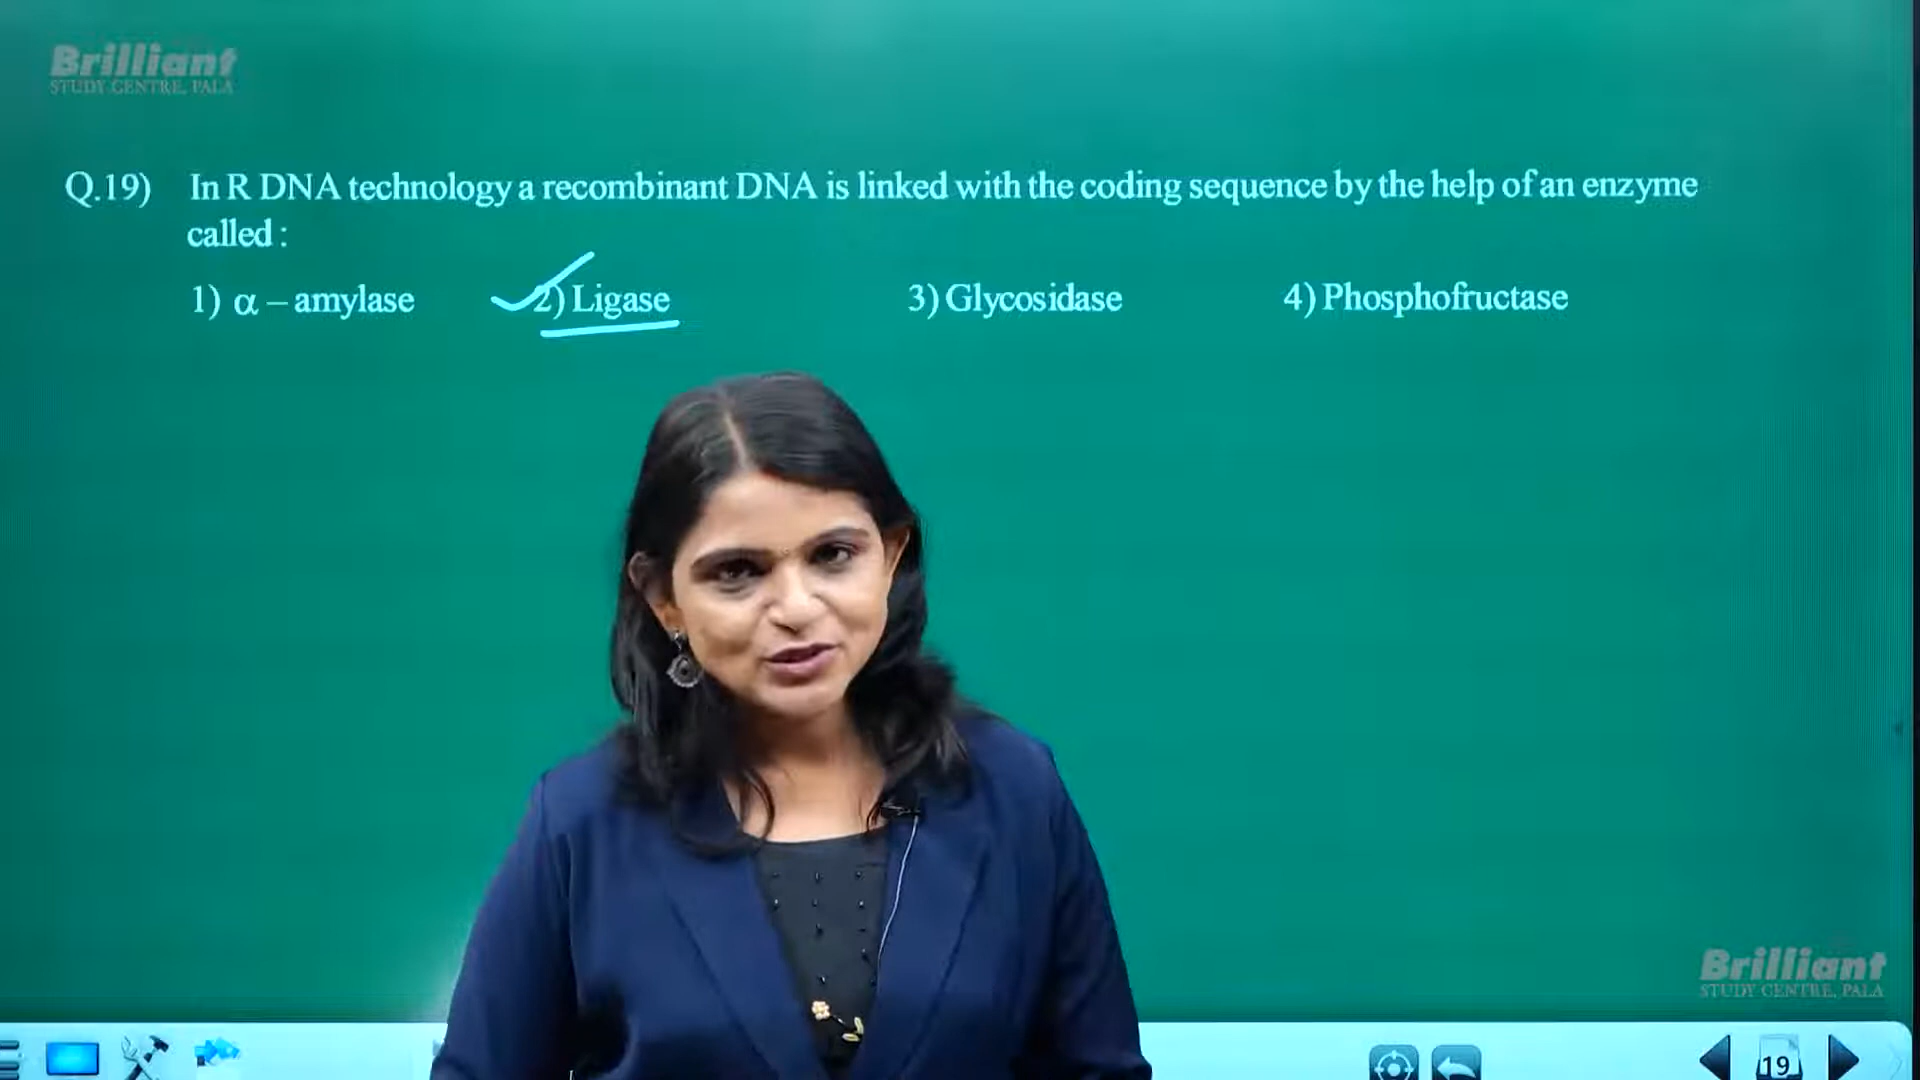 Brilliant
STUDY CENTRE, PALA
Q.19) In R DNA technology a recombinant DNA is linked with the coding sequence by the help of an enzyme
called :
1) α – amylase 2) Ligase 3) Glycosidase 4) Phosphofructase
Brilliant
STUDY CENTRE, PALA
19